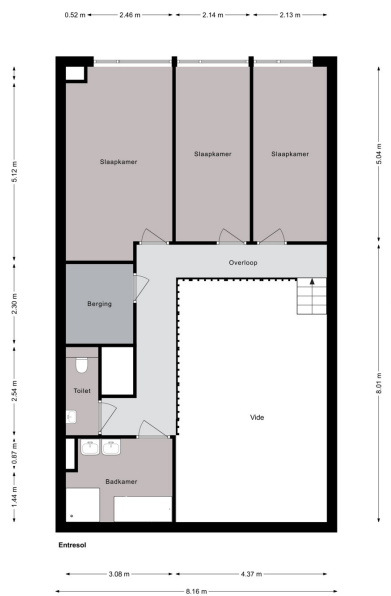 0.52 m
2.46 m
2.14 m
2.13 m
5.12 m
5.04 m
Slaapkamer
Slaapkamer
Slaapkamer
Overloop
2.30 m
Berging
8.01 m
2.54 m
Toilet
Vide
0.87 m
Badkamer
1.44 m
Entresol
3.08 m
4.37 m
8.16 m